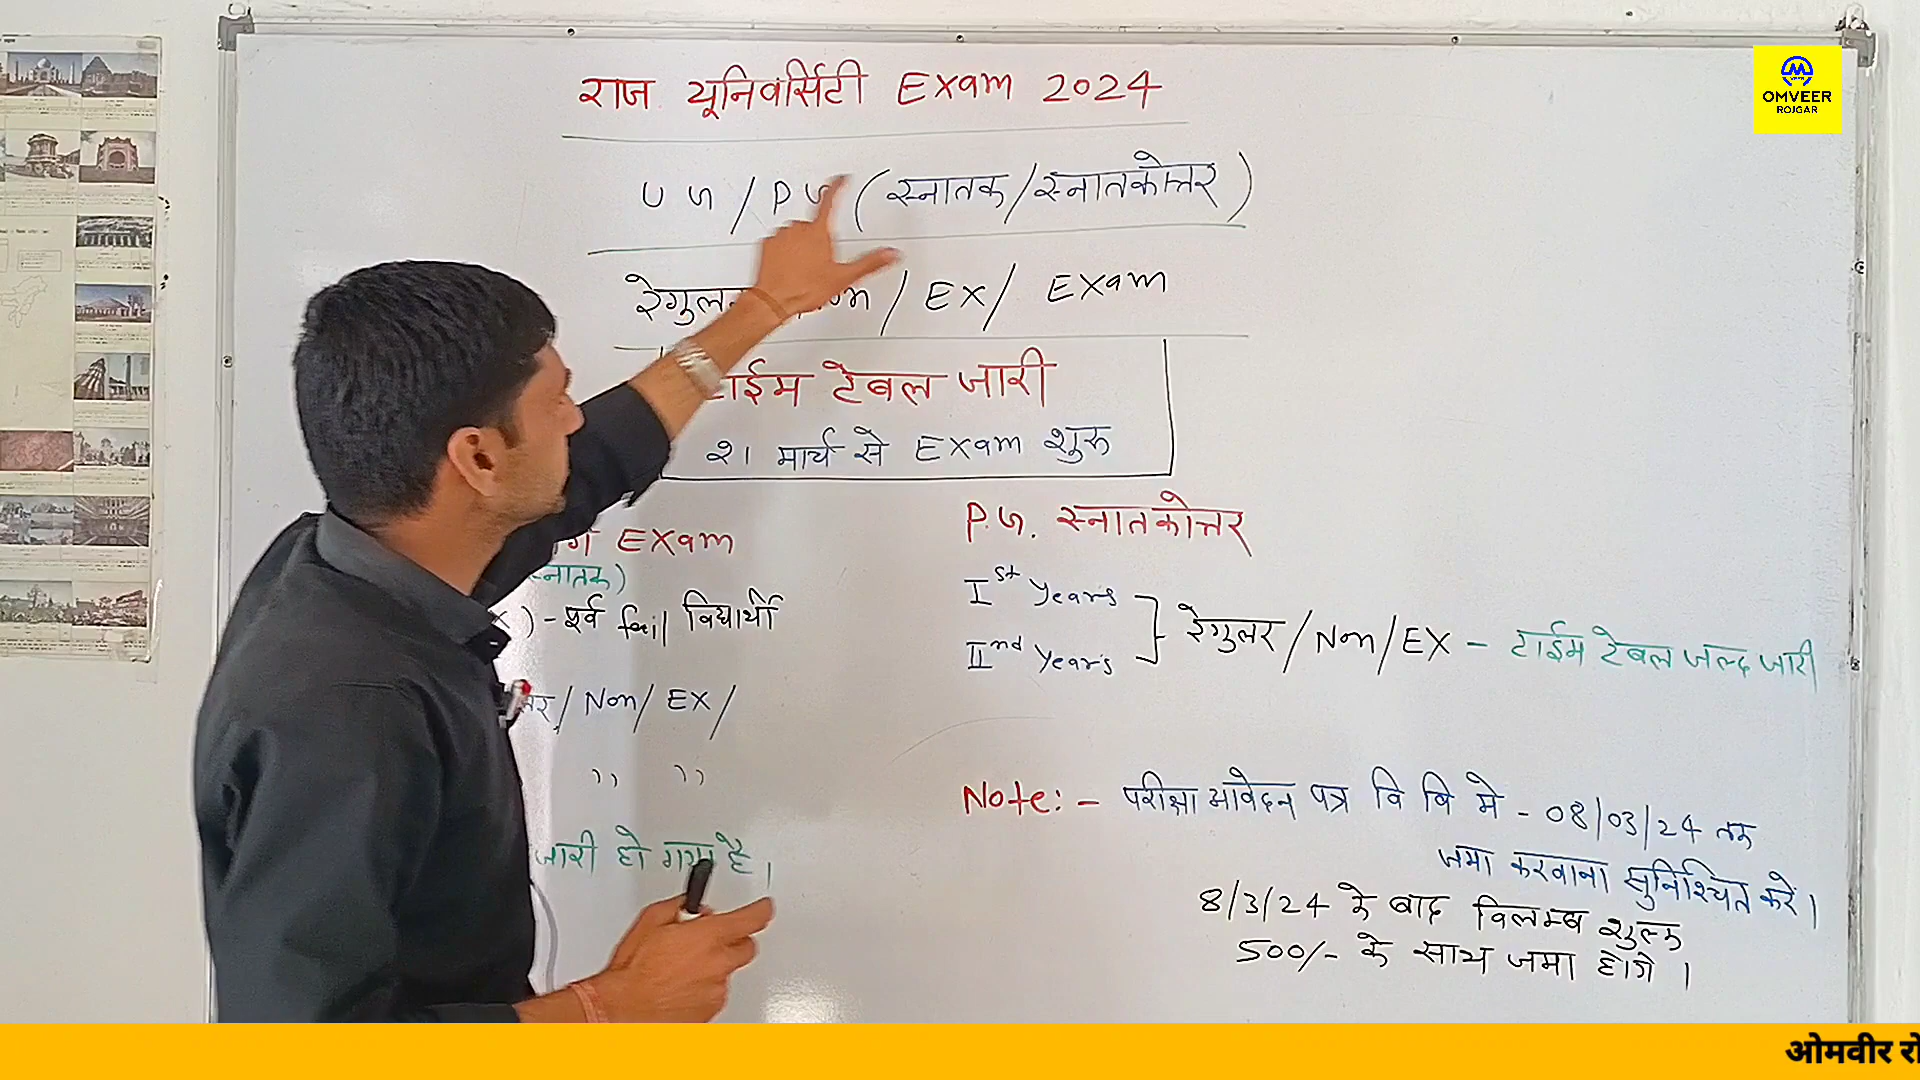 राज यूनिवर्सिटी Exam 2024
UG / PG (स्नातक/स्नातकोत्तर)
/ EX / Exam
टाईम टेबल जारी
21 मार्च से Exam शुरू
Exam
स्नातक)
) - पूर्व fail विद्यार्थी
/ Non / EX /
,, ,,
जारी हो गया है।
P.G. स्नातकोत्तर
Ist Years
IInd Years
रेगुलर / Non / EX - टाईम टेबल जल्द जारी
Note: - परीक्षा आवेदन पत्र वि वि मे - 08/03/24 तक
जमा करवाना सुनिश्चित करें।
8/3/24 के बाद विलम्ब शुल्क
500/- के साथ जमा होगे।
OMVEER
ROJGAR
ओमवीर रो